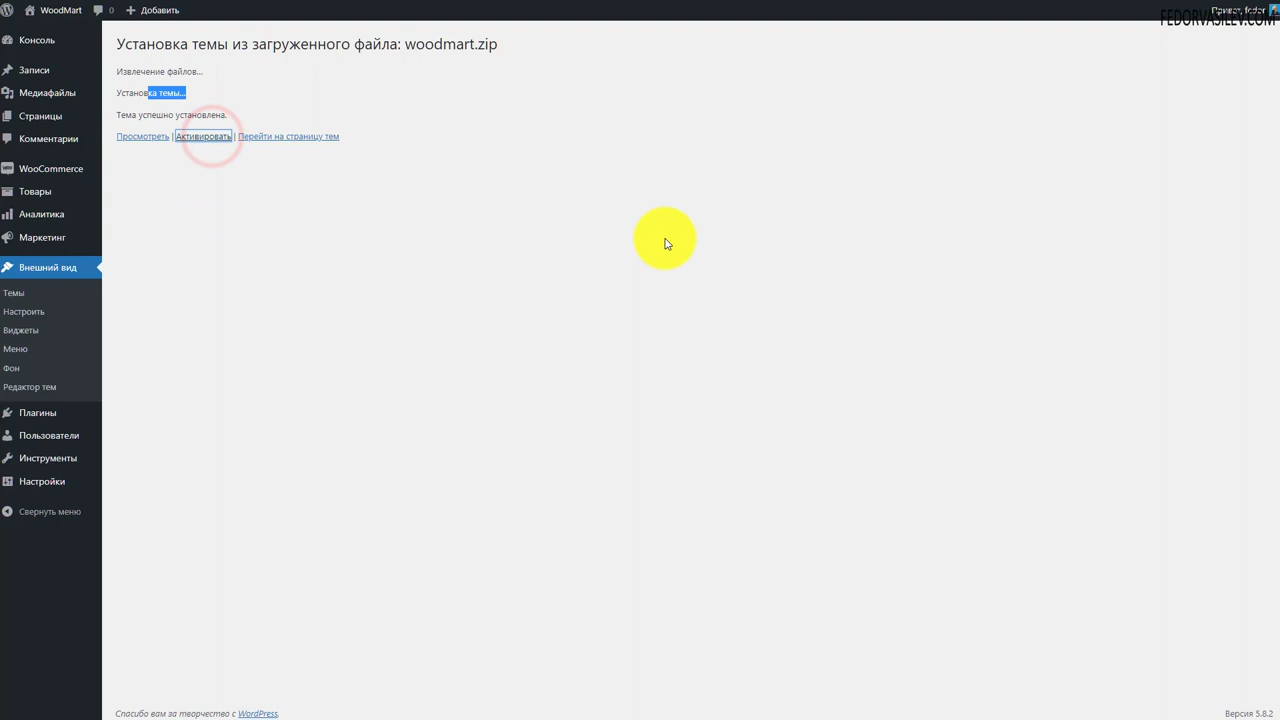 WoodMart
0
Добавить
Привет, fedor
FEDORVASILEV.COM
Консоль
Записи
Медиафайлы
Страницы
Комментарии
WooCommerce
Товары
Аналитика
Маркетинг
Внешний вид
Темы
Настроить
Виджеты
Меню
Фон
Редактор тем
Плагины
Пользователи
Инструменты
Настройки
Свернуть меню
Установка темы из загруженного файла: woodmart.zip
Извлечение файлов…
Установка темы…
Тема успешно установлена.
Просмотреть | Активировать | Перейти на страницу тем
Спасибо вам за творчество с WordPress.
Версия 5.8.2